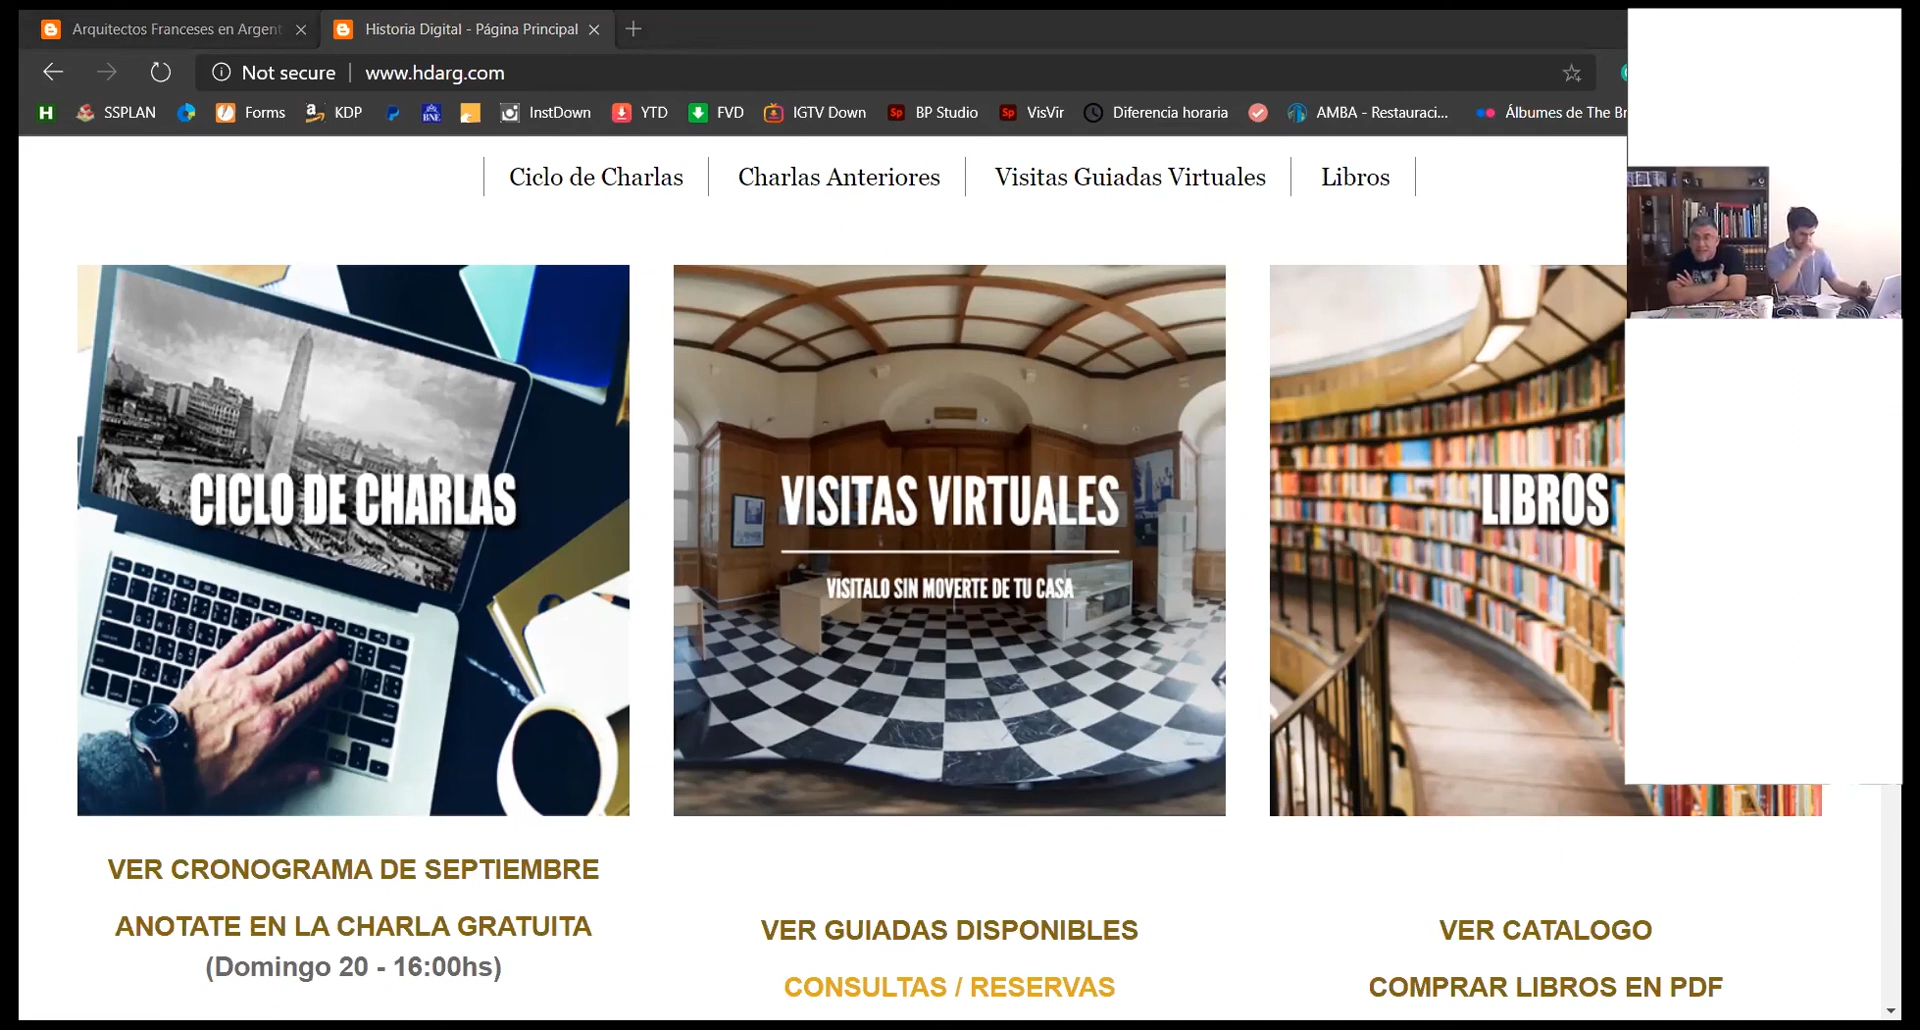 Arquitectos Franceses en Argent
Historia Digital - Página Principal
Not secure
www.hdarg.com
SSPLAN
Forms
KDP
BNE
InstDown
YTD
FVD
IGTV Down
BP Studio
VisVir
Diferencia horaria
AMBA - Restauraci...
Álbumes de The Br
Ciclo de Charlas
Charlas Anteriores
Visitas Guiadas Virtuales
Libros
CICLO DE CHARLAS
VISITAS VIRTUALES
VISITALO SIN MOVERTE DE TU CASA
LIBROS
VER CRONOGRAMA DE SEPTIEMBRE
ANOTATE EN LA CHARLA GRATUITA
(Domingo 20 - 16:00hs)
VER GUIADAS DISPONIBLES
CONSULTAS / RESERVAS
VER CATALOGO
COMPRAR LIBROS EN PDF